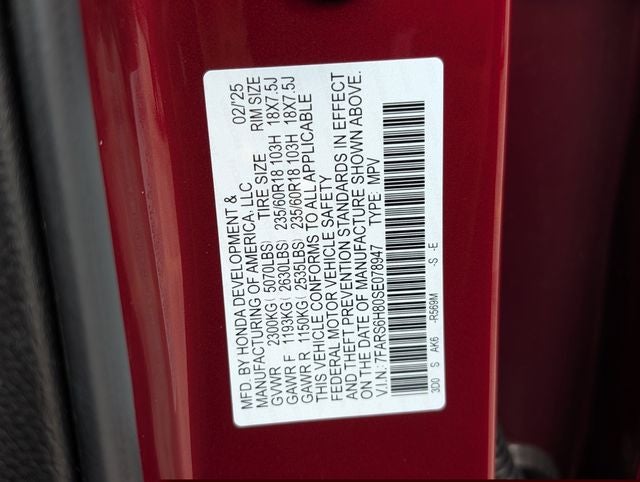 MFD. BY HONDA DEVELOPMENT &
MANUFACTURING OF AMERICA, LLC 02/'25
GVWR 2300KG ( 5070LBS) TIRE SIZE RIM SIZE
GAWR F 1193KG ( 2630LBS) 235/60R18 103H 18X7.5J
GAWR R 1150KG ( 2535LBS) 235/60R18 103H 18X7.5J
THIS VEHICLE CONFORMS TO ALL APPLICABLE
FEDERAL MOTOR VEHICLE SAFETY
AND THEFT PREVENTION STANDARDS IN EFFECT
ON THE DATE OF MANUFACTURE SHOWN ABOVE.
V.I.N: 7FARS6H80SE078947 TYPE: MPV
3D0 S AK6 -R569M -S -E